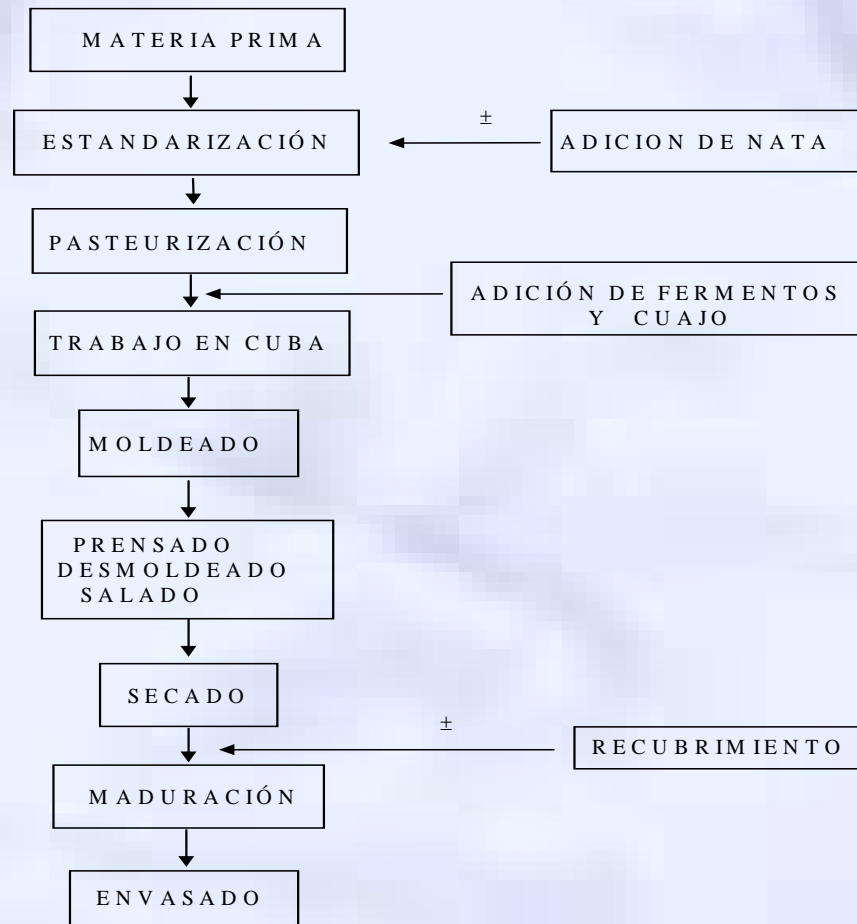 MATERIA PRIMA
ESTANDARIZACIÓN
±
ADICION DE NATA
PASTEURIZACIÓN
ADICIÓN DE FERMENTOS
Y CUAJO
TRABAJO EN CUBA
MOLDEADO
PRENSADO
DESMOLDEADO
SALADO
SECADO
±
RECUBRIMIENTO
MADURACIÓN
ENVASADO